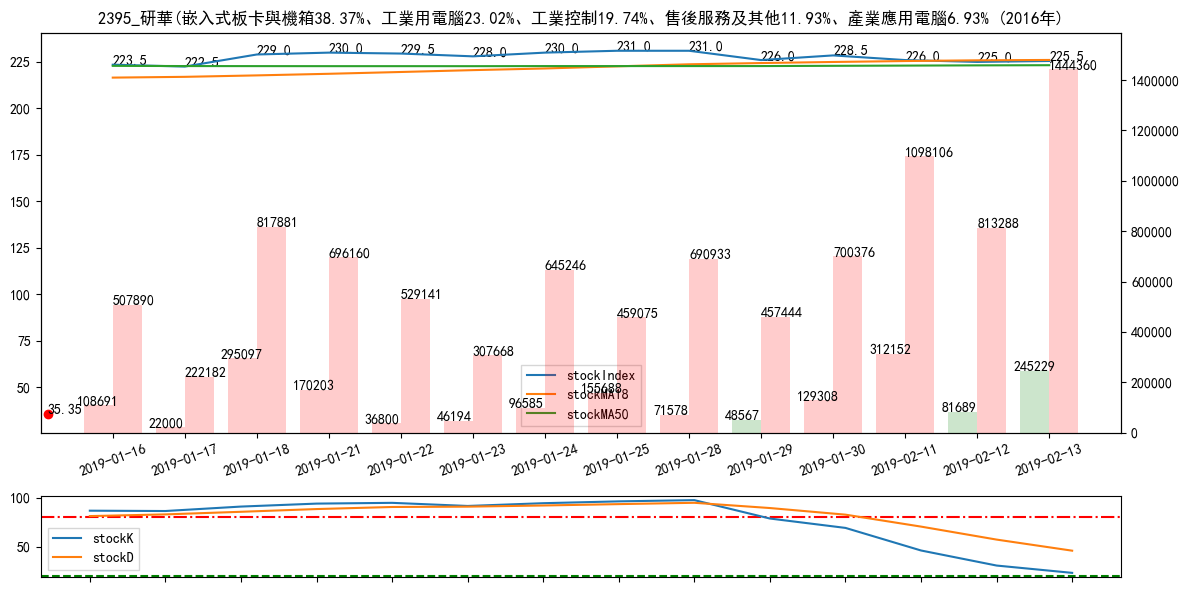 2395_研華(嵌入式板卡與機箱38.37%、工業用電腦23.02%、工業控制19.74%、售後服務及其他11.93%、產業應用電腦6.93% (2016年)
223.5 222.5 229.0 230.0 229.5 228.0 230.0 231.0 231.0 226.0 228.5 226.0 225.0 225.5
225 200 175 150 125 100 75 50
1400000 1200000 1000000 800000 600000 400000 200000 0
507890 222182 817881 696160 529141 307668 645246 459075 690933 457444 700376 1098106 813288 1444360
35.35
108691 22000 295097 170203 36800 46194 96585 155688 71578 48567 129308 312152 81689 245229
stockIndex
stockMA18
stockMA50
2019-01-16 2019-01-17 2019-01-18 2019-01-21 2019-01-22 2019-01-23 2019-01-24 2019-01-25 2019-01-28 2019-01-29 2019-01-30 2019-02-11 2019-02-12 2019-02-13
100
50
stockK
stockD